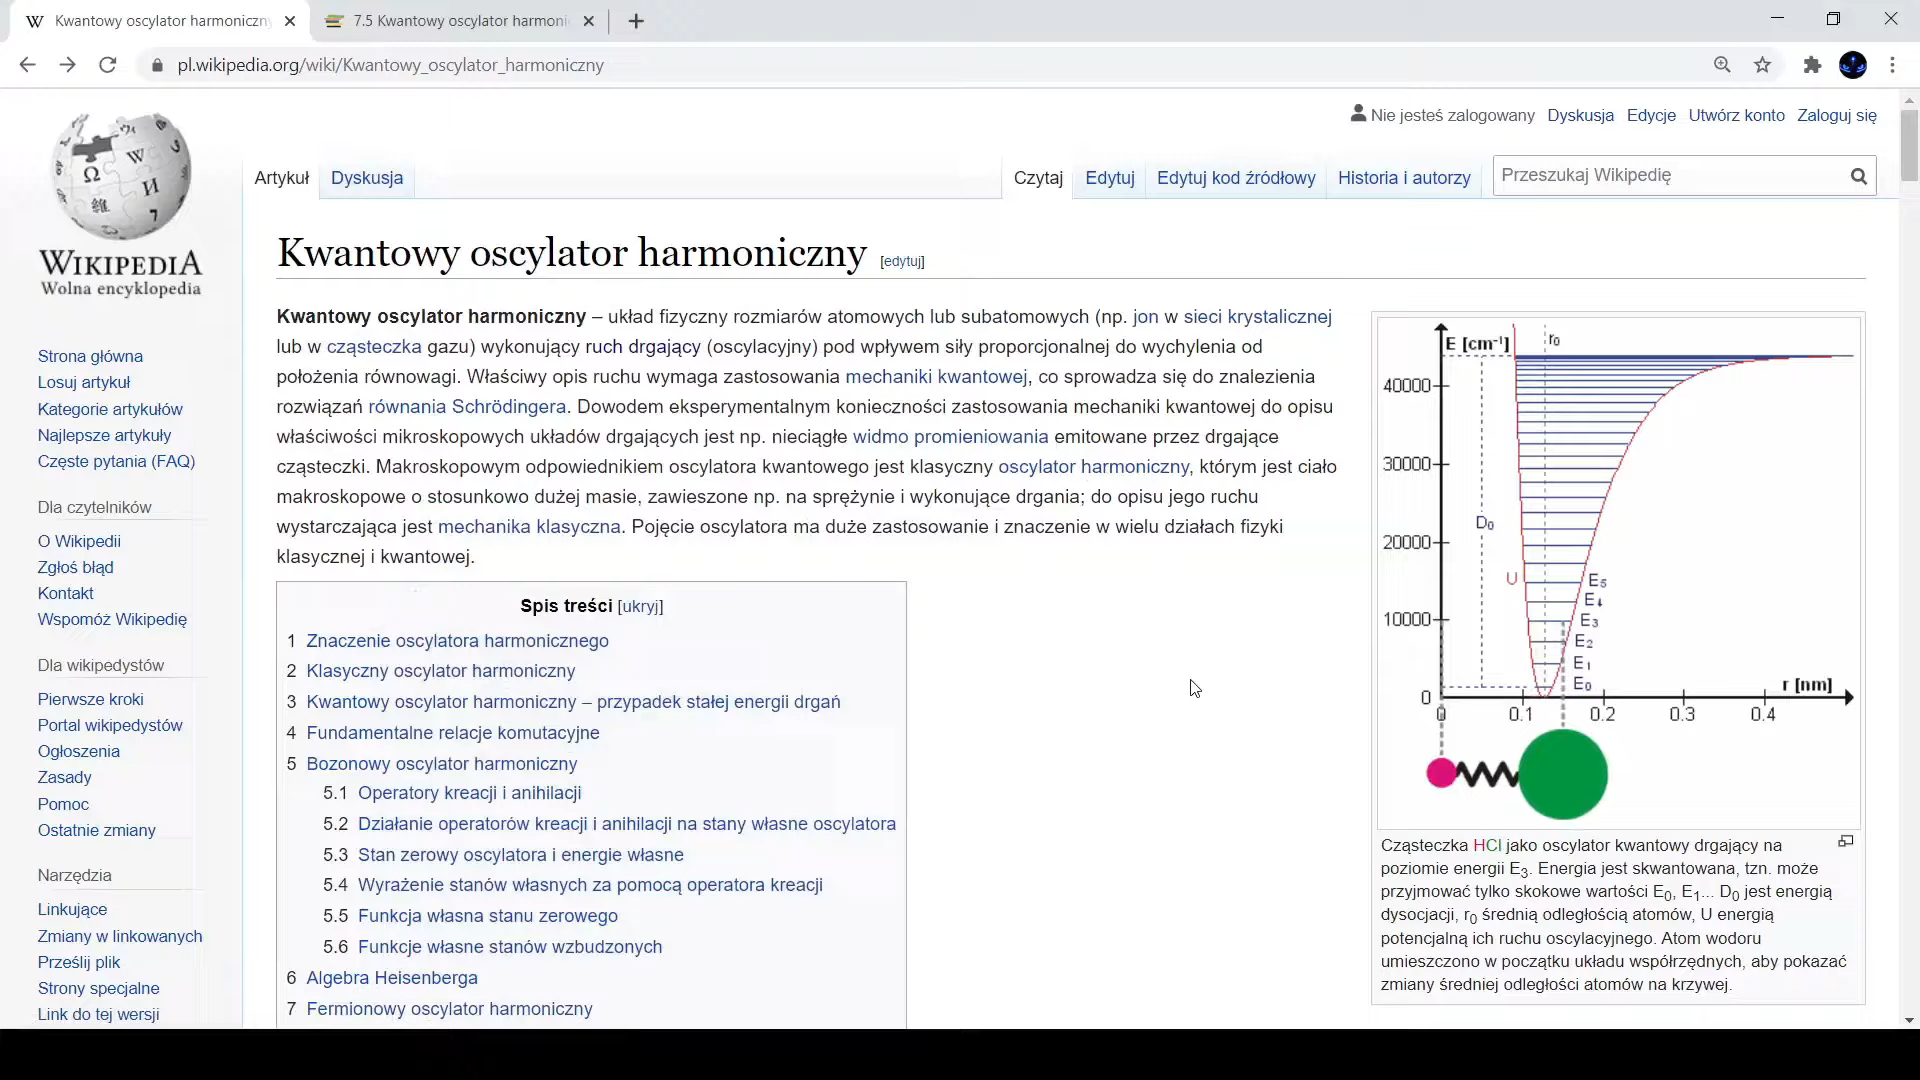 Kwantowy oscylator harmoniczny
7.5 Kwantowy oscylator harmoni
pl.wikipedia.org/wiki/Kwantowy_oscylator_harmoniczny
Nie jesteś zalogowany Dyskusja Edycje Utwórz konto Zaloguj się
Artykuł Dyskusja Czytaj Edytuj Edytuj kod źródłowy Historia i autorzy Przeszukaj Wikipedię
WIKIPEDIA
Wolna encyklopedia
Strona główna
Losuj artykuł
Kategorie artykułów
Najlepsze artykuły
Częste pytania (FAQ)
Dla czytelników
O Wikipedii
Zgłoś błąd
Kontakt
Wspomóż Wikipedię
Dla wikipedystów
Pierwsze kroki
Portal wikipedystów
Ogłoszenia
Zasady
Pomoc
Ostatnie zmiany
Narzędzia
Linkujące
Zmiany w linkowanych
Prześlij plik
Strony specjalne
Link do tej wersji
Kwantowy oscylator harmoniczny [edytuj]
Kwantowy oscylator harmoniczny – układ fizyczny rozmiarów atomowych lub subatomowych (np. jon w sieci krystalicznej
lub w cząsteczka gazu) wykonujący ruch drgający (oscylacyjny) pod wpływem siły proporcjonalnej do wychylenia od
położenia równowagi. Właściwy opis ruchu wymaga zastosowania mechaniki kwantowej, co sprowadza się do znalezienia
rozwiązań równania Schrödingera. Dowodem eksperymentalnym konieczności zastosowania mechaniki kwantowej do opisu
właściwości mikroskopowych układów drgających jest np. nieciągłe widmo promieniowania emitowane przez drgające
cząsteczki. Makroskopowym odpowiednikiem oscylatora kwantowego jest klasyczny oscylator harmoniczny, którym jest ciało
makroskopowe o stosunkowo dużej masie, zawieszone np. na sprężynie i wykonujące drgania; do opisu jego ruchu
wystarczająca jest mechanika klasyczna. Pojęcie oscylatora ma duże zastosowanie i znaczenie w wielu działach fizyki
klasycznej i kwantowej.
Spis treści [ukryj]
1 Znaczenie oscylatora harmonicznego
2 Klasyczny oscylator harmoniczny
3 Kwantowy oscylator harmoniczny – przypadek stałej energii drgań
4 Fundamentalne relacje komutacyjne
5 Bozonowy oscylator harmoniczny
5.1 Operatory kreacji i anihilacji
5.2 Działanie operatorów kreacji i anihilacji na stany własne oscylatora
5.3 Stan zerowy oscylatora i energie własne
5.4 Wyrażenie stanów własnych za pomocą operatora kreacji
5.5 Funkcja własna stanu zerowego
5.6 Funkcje własne stanów wzbudzonych
6 Algebra Heisenberga
7 Fermionowy oscylator harmoniczny
E [cm⁻¹] r₀
40000
30000
D₀
20000
U E₅
E₄
10000 E₃
E₂
E₁
E₀ r [nm]
0
0 0.1 0.2 0.3 0.4
Cząsteczka HCl jako oscylator kwantowy drgający na
poziomie energii E₃. Energia jest skwantowana, tzn. może
przyjmować tylko skokowe wartości E₀, E₁... D₀ jest energią
dysocjacji, r₀ średnią odległością atomów, U energią
potencjalną ich ruchu oscylacyjnego. Atom wodoru
umieszczono w początku układu współrzędnych, aby pokazać
zmiany średniej odległości atomów na krzywej.